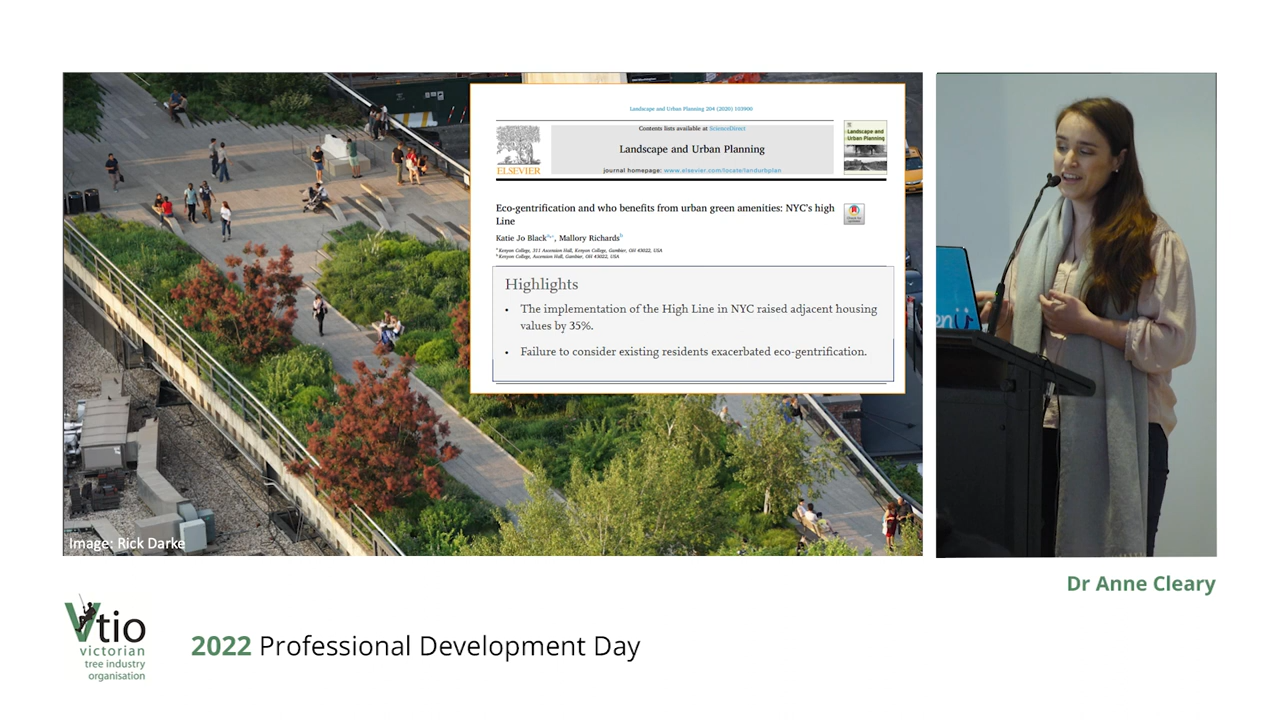 Landscape and Urban Planning 204 (2020) 103900
Contents lists available at ScienceDirect
Landscape and Urban Planning
journal homepage: www.elsevier.com/locate/landurbplan
ELSEVIER
Landscape and
Urban Planning
Eco-gentrification and who benefits from urban green amenities: NYC's high
Line
Check for
updates
Katie Jo Black a,*, Mallory Richards b
a Kenyon College, 311 Ascension Hall, Kenyon College, Gambier, OH 43022, USA
b Kenyon College, Ascension Hall, Gambier, OH 43022, USA
Highlights
• The implementation of the High Line in NYC raised adjacent housing
values by 35%.
• Failure to consider existing residents exacerbated eco-gentrification.
Image: Rick Darke
Dr Anne Cleary
Vtio
victorian
tree industry
organisation
2022 Professional Development Day